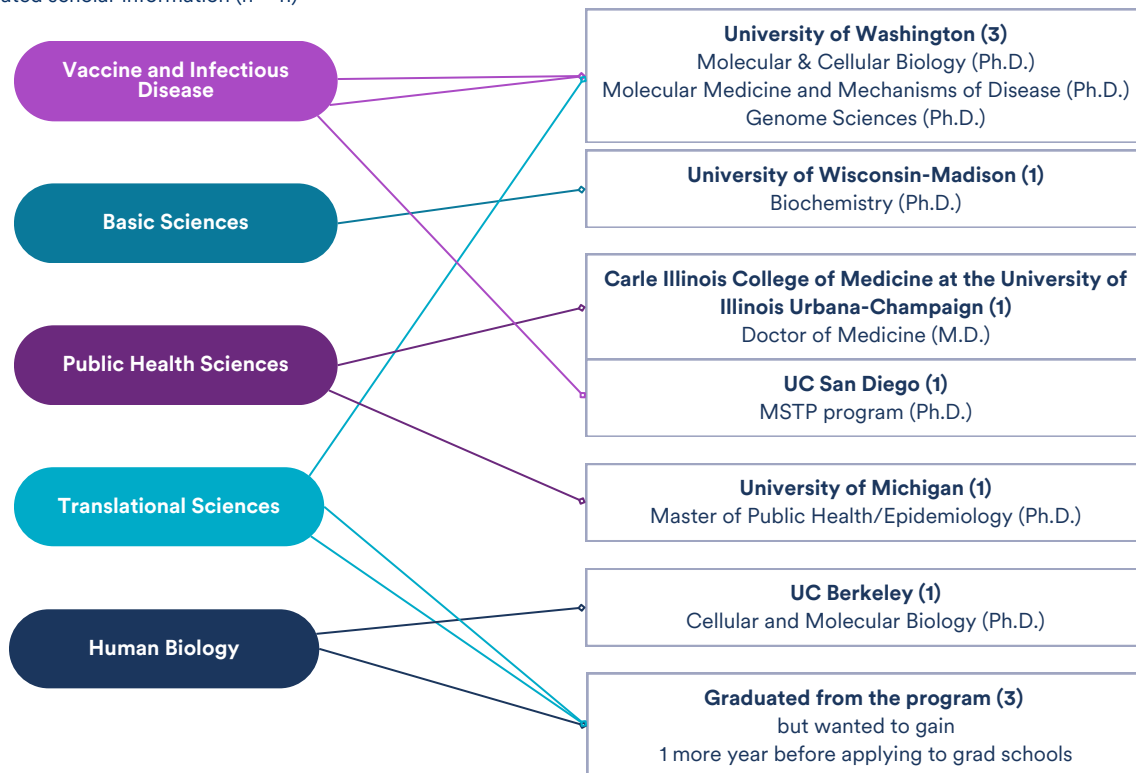 scholar information (n
Vaccine and Infectious
Disease
Basic Sciences
Public Health Sciences
Translational Sciences
Human Biology
University of Washington (3)
Molecular & Cellular Biology (Ph.D.)
Molecular Medicine and Mechanisms of Disease (Ph.D.)
Genome Sciences (Ph.D.)
University of Wisconsin-Madison (1)
Biochemistry (Ph.D.)
Carle Illinois College of Medicine at the University of
Illinois Urbana-Champaign (1)
Doctor of Medicine (M.D.)
UC San Diego (1)
MSTP program (Ph.D.)
University of Michigan (1)
Master of Public Health/Epidemiology (Ph.D.)
UC Berkeley (1)
Cellular and Molecular Biology (Ph.D.)
Graduated from the program (3)
but wanted to gain
1 more year before applying to grad schools